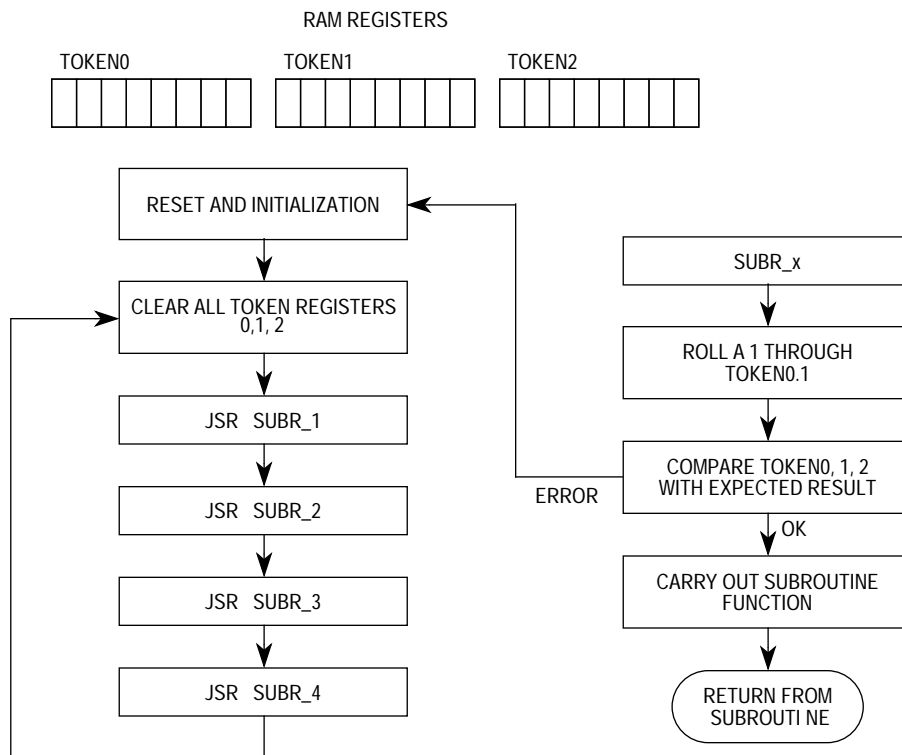 RAM REGISTERS
TOKEN0
TOKEN1
TOKEN2
RESET AND INITIALIZATION
CLEAR ALL TOKEN REGISTERS
0,1, 2
JSR SUBR_1
JSR SUBR_2
JSR SUBR_3
JSR SUBR_4
SUBR_x
ROLL A 1 THROUGH
TOKEN0.1
COMPARE TOKEN0, 1, 2
WITH EXPECTED RESULT
ERROR
OK
CARRY OUT SUBROUTINE
FUNCTION
RETURN FROM
SUBROUTI NE